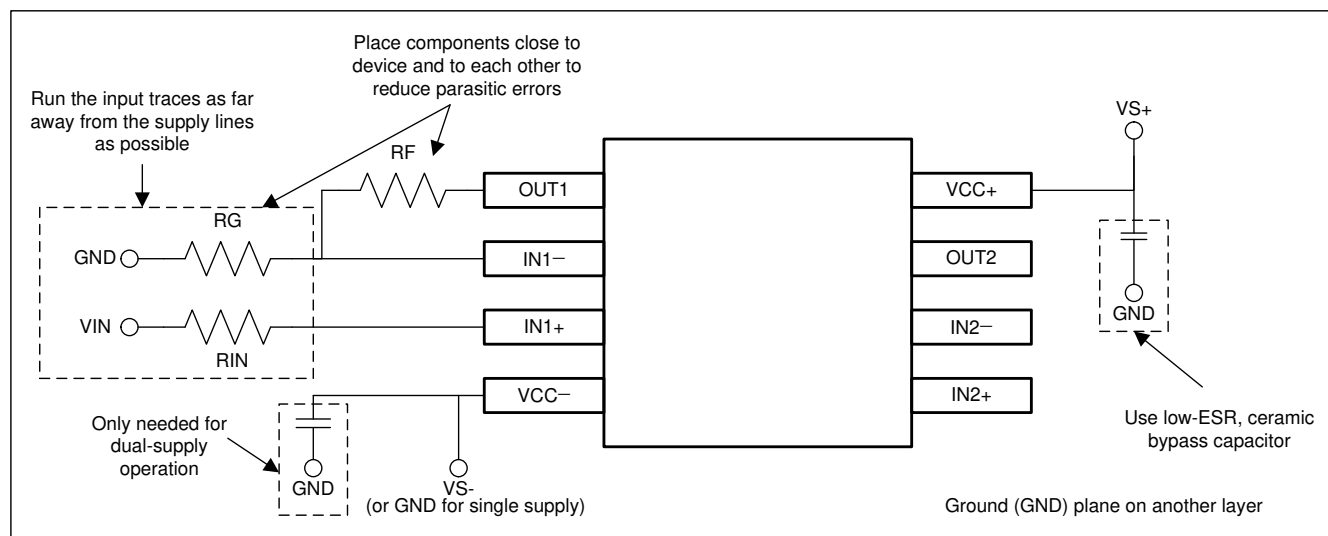 Place components close to
device and to each other to
reduce parasitic errors
Run the input traces as far
away from the supply lines
as possible
VS+
RF
OUT1
VCC+
RG
GND
IN1−
OUT2
GND
VIN
IN1+
IN2−
RIN
VCC−
IN2+
Only needed for
dual-supply
operation
GND
VS-
(or GND for single supply)
Use low-ESR, ceramic
bypass capacitor
Ground (GND) plane on another layer